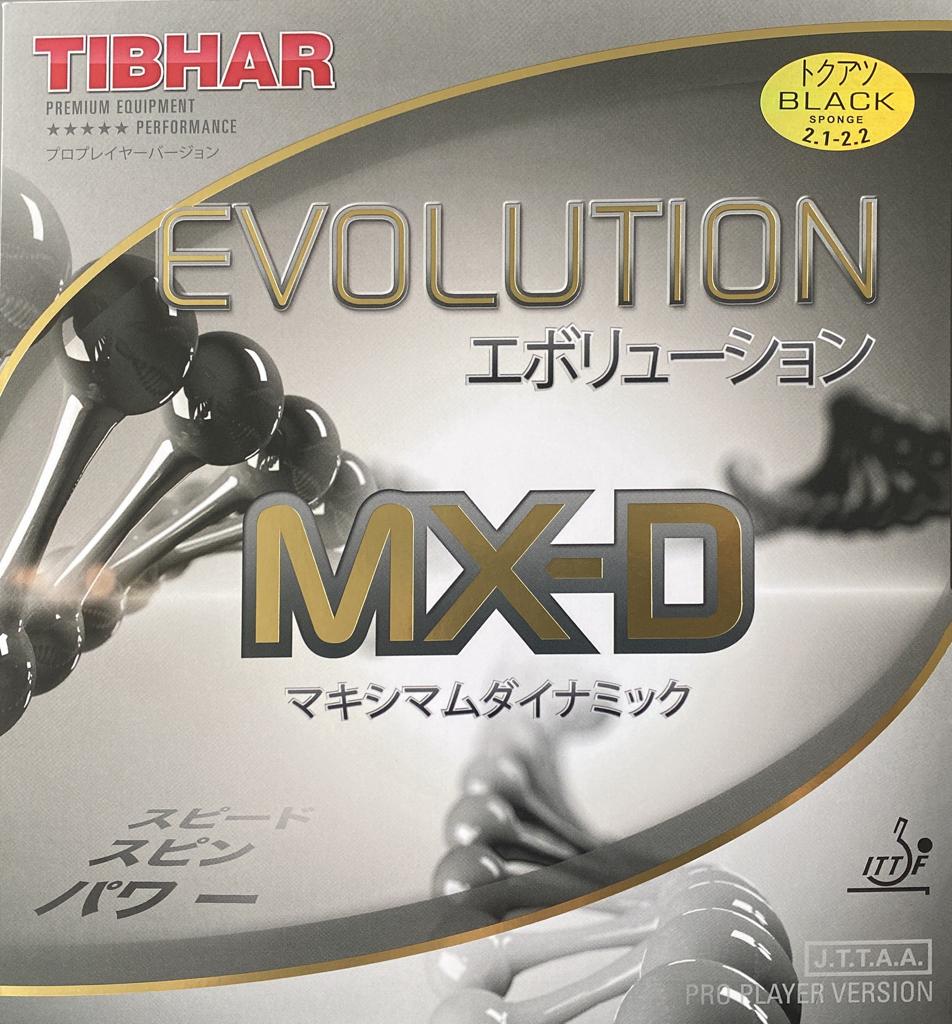 TIBHAR
PREMIUM EQUIPMENT
★★★★★ PERFORMANCE
プロプレイヤーバージョン
トクアツ
BLACK
SPONGE
2.1-2.2
EVOLUTION
エボリューション
MX-D
マキシマムダイナミック
スピード
スピン
パワー
ITTF
J.T.T.A.A.
PRO PLAYER VERSION